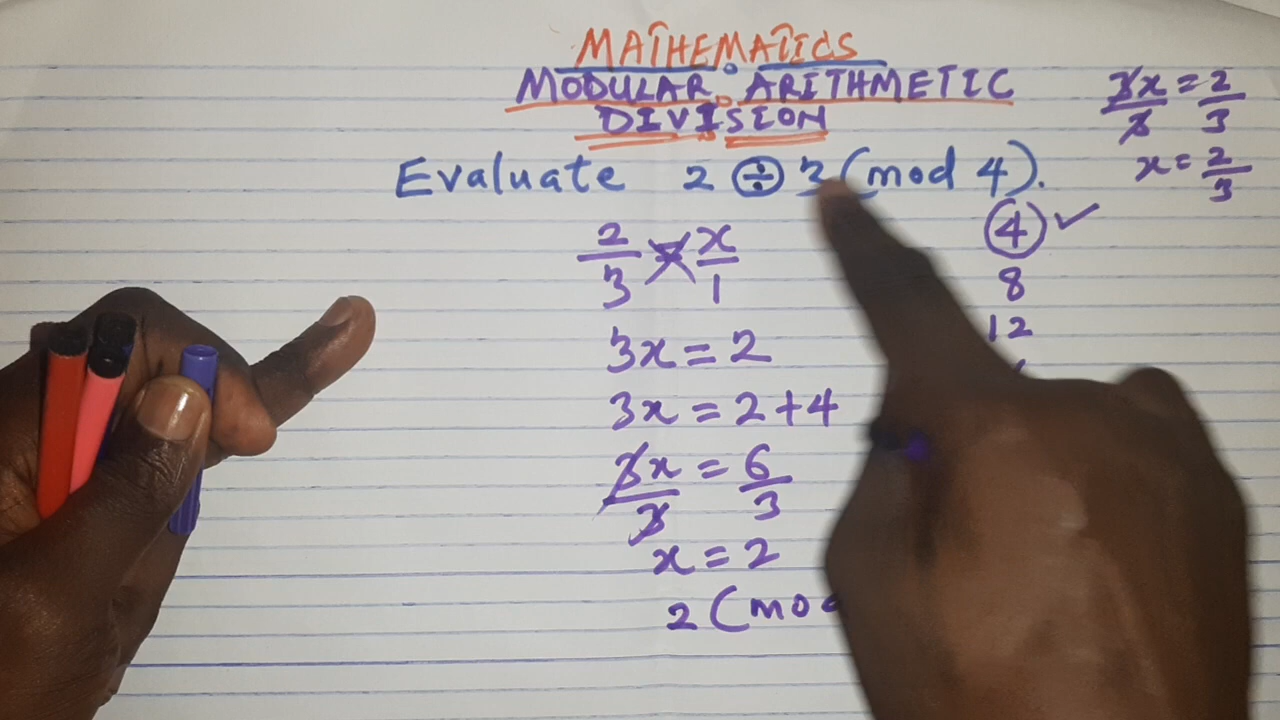 MATHEMATICS
MODULAR ARITHMETIC
DIVISION
3x/3 = 2/3
x = 2/3
Evaluate 2 ÷ 3 (mod 4).
2/3 = x/1
4 ✓
8
12
3x = 2
3x = 2 + 4
3x/3 = 6/3
x = 2
2 (mod